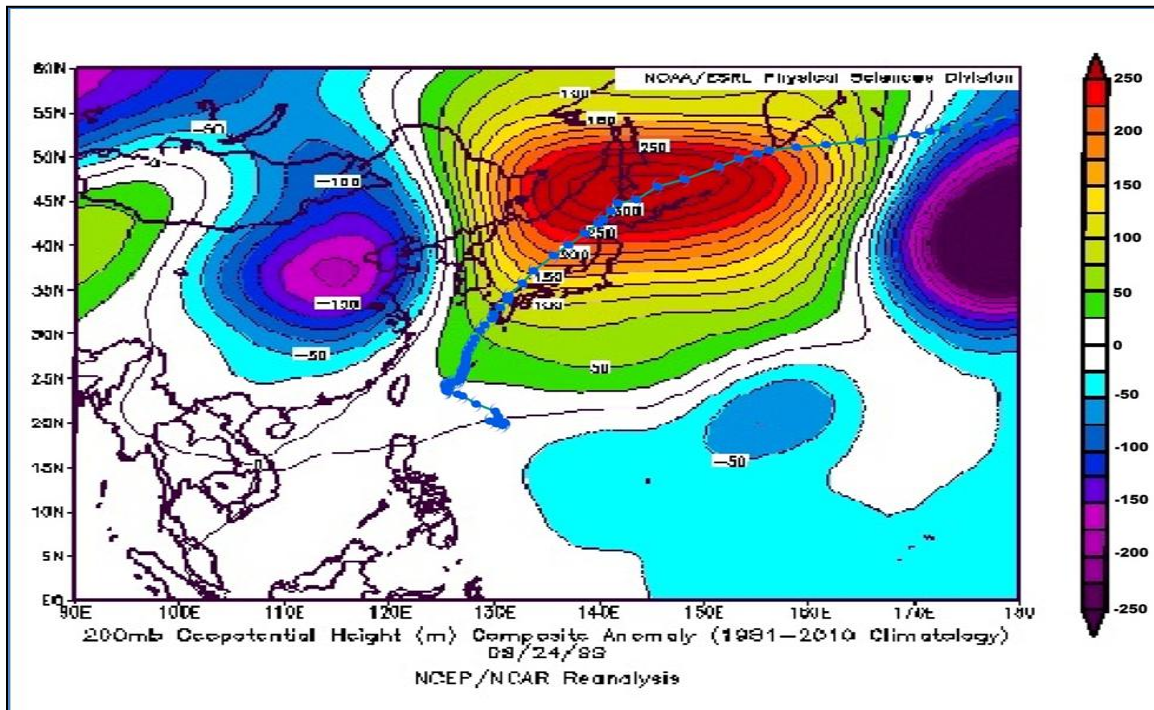 60N
NOAA/ESRL Physical Sciences Division
250
55N
100
-50
150
200
50N
250
0
150
-100
45N
300
100
40N
250
200
50
150
35N
-150
100
0
30N
-50
-50
50
25N
-100
20N
-150
15N
0
-50
-200
10N
-250
5N
EQ
90E 100E 110E 120E 130E 140E 150E 160E 170E 180
200mb Geopotential Height (m) Composite Anomaly (1981-2010 Climatology)
NCEP/NCAR Reanalysis